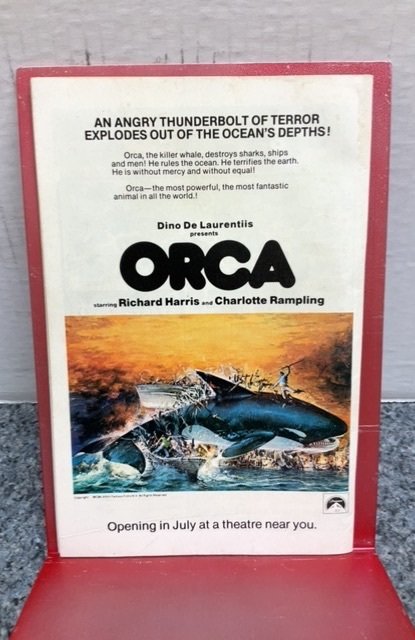 AN ANGRY THUNDERBOLT OF TERROR
EXPLODES OUT OF THE OCEAN'S DEPTHS!
Orca, the killer whale, destroys sharks, ships
and men! He rules the ocean. He terrifies the earth.
He is without mercy and without equal!
Orca—the most powerful, the most fantastic
animal in all the world.!
Dino De Laurentiis
presents
ORCA
starring Richard Harris and Charlotte Rampling
Opening in July at a theatre near you.